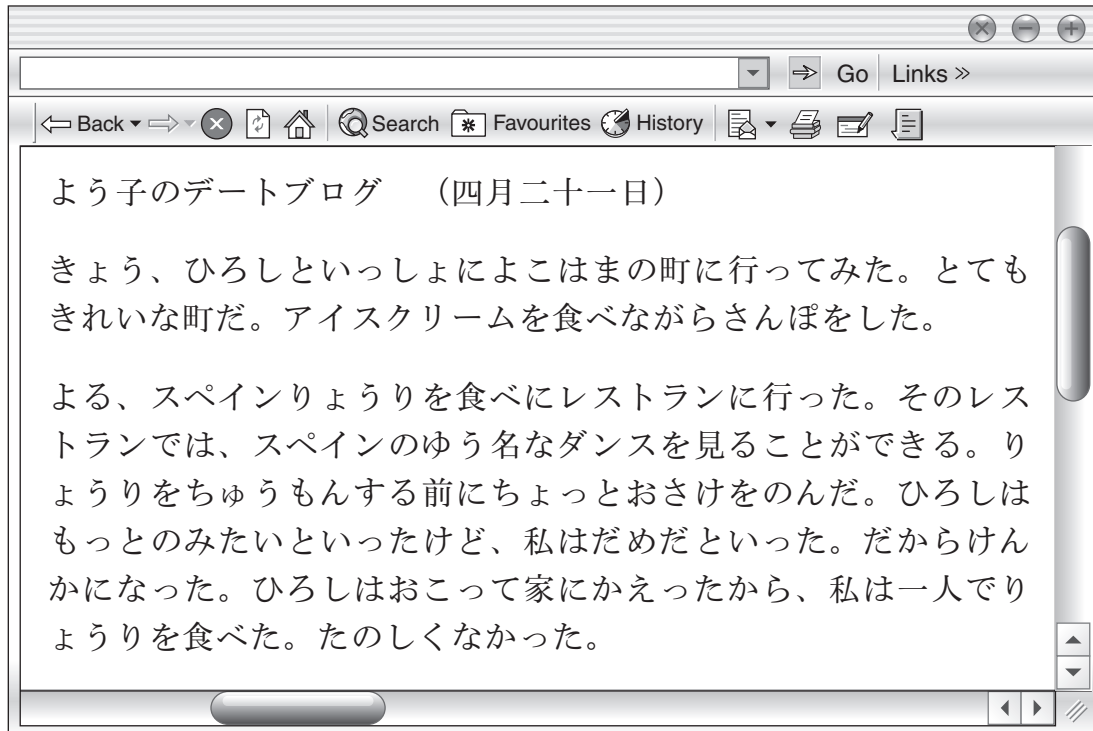 Go Links »
Back Search Favourites History
よう子のデートブログ　（四月二十一日）
きょう、ひろしといっしょによこはまの町に行ってみた。とても
きれいな町だ。アイスクリームを食べながらさんぽをした。
よる、スペインりょうりを食べにレストランに行った。そのレス
トランでは、スペインのゆう名なダンスを見ることができる。り
ょうりをちゅうもんする前にちょっとおさけをのんだ。ひろしは
もっとのみたいといったけど、私はだめだといった。だからけん
かになった。ひろしはおこって家にかえったから、私は一人でり
ょうりを食べた。たのしくなかった。